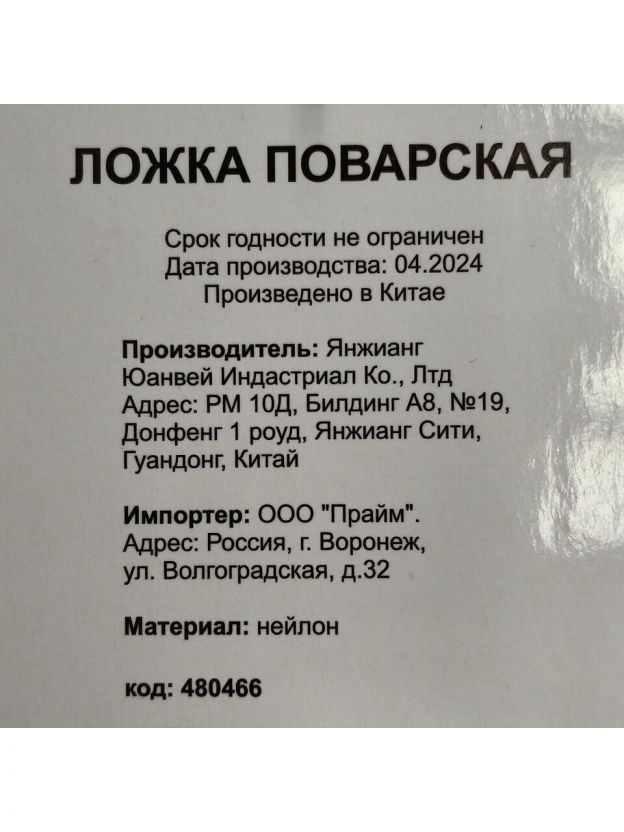 ЛОЖКА ПОВАРСКАЯ
Срок годности не ограничен
Дата производства: 04.2024
Произведено в Китае
Производитель: Янжианг
Юанвей Индастриал Ко., Лтд
Адрес: РМ 10Д, Билдинг А8, №19,
Донфенг 1 роуд, Янжианг Сити,
Гуандонг, Китай
Импортер: ООО "Прайм".
Адрес: Россия, г. Воронеж,
ул. Волгоградская, д.32
Материал: нейлон
код: 480466